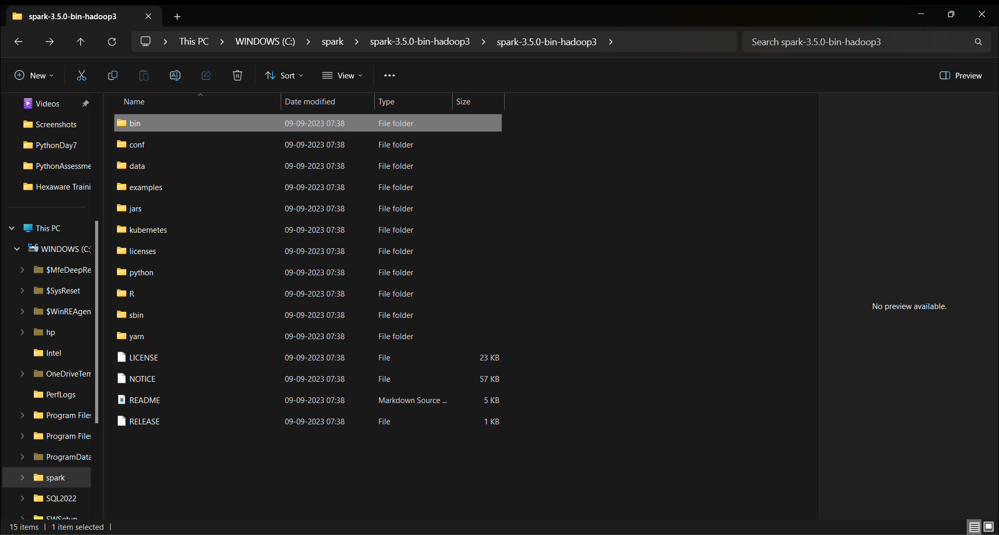 spark-3.5.0-bin-hadoop3
This PC > WINDOWS (C:) > spark > spark-3.5.0-bin-hadoop3 > spark-3.5.0-bin-hadoop3 >
Search spark-3.5.0-bin-hadoop3
New
Sort
View
Preview
Videos
Screenshots
PythonDay7
PythonAssessme
Hexaware Traini
This PC
WINDOWS (C:)
$MfeDeepRe
$SysReset
$WinREAgen
hp
Intel
OneDriveTem
PerfLogs
Program Files
Program Files
ProgramData
spark
SQL2022
SWSetup
Name Date modified Type Size
bin 09-09-2023 07:38 File folder
conf 09-09-2023 07:38 File folder
data 09-09-2023 07:38 File folder
examples 09-09-2023 07:38 File folder
jars 09-09-2023 07:38 File folder
kubernetes 09-09-2023 07:38 File folder
licenses 09-09-2023 07:38 File folder
python 09-09-2023 07:38 File folder
R 09-09-2023 07:38 File folder
sbin 09-09-2023 07:38 File folder
yarn 09-09-2023 07:38 File folder
LICENSE 09-09-2023 07:38 File 23 KB
NOTICE 09-09-2023 07:38 File 57 KB
README 09-09-2023 07:38 Markdown Source ... 5 KB
RELEASE 09-09-2023 07:38 File 1 KB
No preview available.
15 items | 1 item selected |